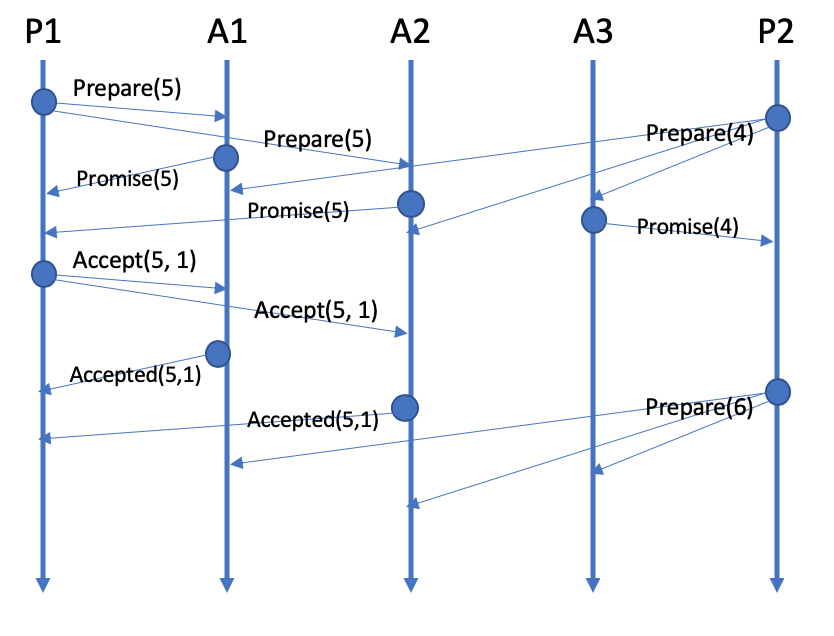 P1 A1 A2 A3 P2
Prepare(5)
Prepare(5)
Prepare(4)
Promise(5)
Promise(5)
Promise(4)
Accept(5, 1)
Accept(5, 1)
Accepted(5,1)
Accepted(5,1)
Prepare(6)